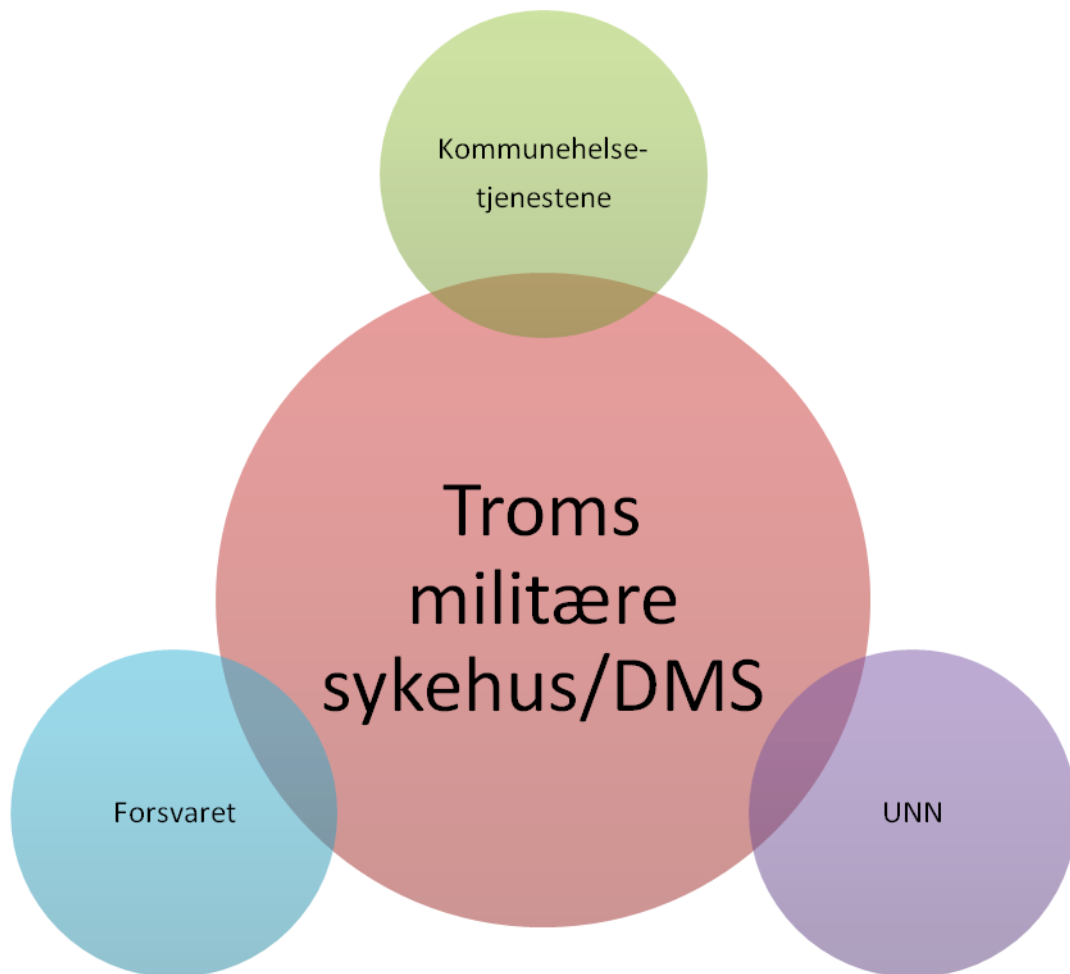 Kommunehelse-
tjenestene
Troms
militære
sykehus/DMS
Forsvaret
UNN